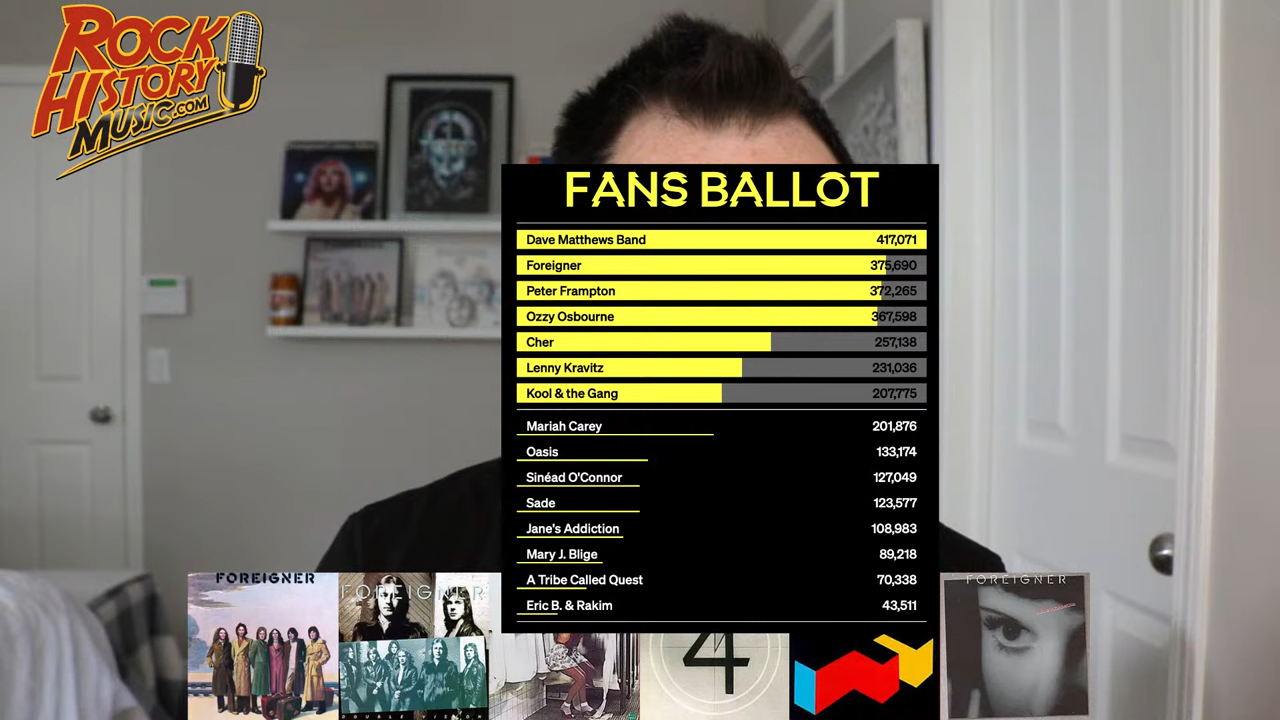 ROCK
HISTORY
MUSIC.COM
FANS BALLOT
Dave Matthews Band 417,071
Foreigner 375,690
Peter Frampton 372,265
Ozzy Osbourne 367,598
Cher 257,138
Lenny Kravitz 231,036
Kool & the Gang 207,775
Mariah Carey 201,876
Oasis 133,174
Sinéad O'Connor 127,049
Sade 123,577
Jane's Addiction 108,983
Mary J. Blige 89,218
A Tribe Called Quest 70,338
Eric B. & Rakim 43,511
FOREIGNER
FOREIGNER
DOUBLE VISION
4
FOREIGNER